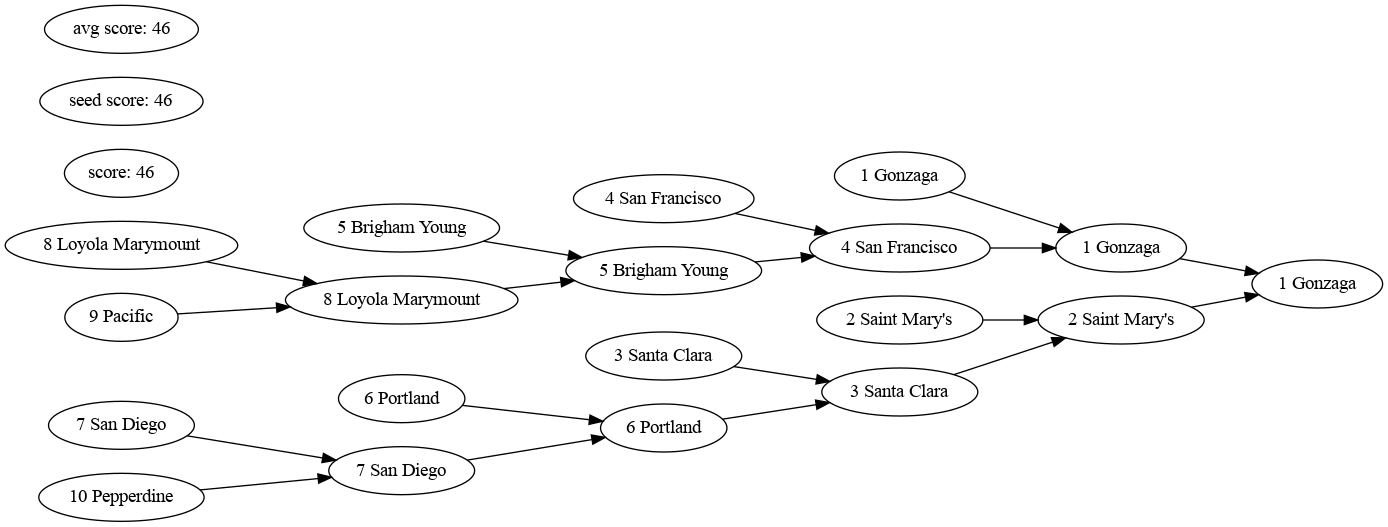 avg score: 46
seed score: 46
score: 46
8 Loyola Marymount
9 Pacific
7 San Diego
10 Pepperdine
5 Brigham Young
8 Loyola Marymount
6 Portland
7 San Diego
4 San Francisco
5 Brigham Young
3 Santa Clara
6 Portland
1 Gonzaga
4 San Francisco
2 Saint Mary's
3 Santa Clara
1 Gonzaga
2 Saint Mary's
1 Gonzaga